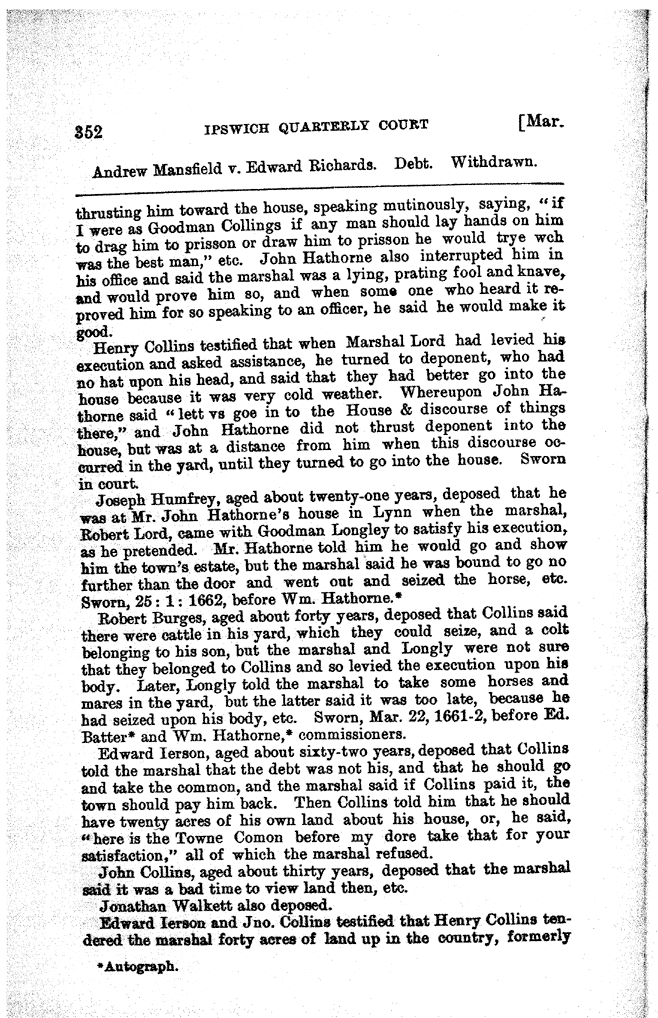 352 IPSWICH QUARTERLY COURT [Mar.
Andrew Mansfield v. Edward Richards. Debt. Withdrawn.
thrusting him toward the house, speaking mutinously, saying, "if
I were as Goodman Collings if any man should lay hands on him
to drag him to prisson or draw him to prisson he would trye wch
was the best man," etc. John Hathorne also interrupted him in
his office and said the marshal was a lying, prating fool and knave,
and would prove him so, and when some one who heard it re-
proved him for so speaking to an officer, he said he would make it
good.
Henry Collins testified that when Marshal Lord had levied his
execution and asked assistance, he turned to deponent, who had
no hat upon his head, and said that they had better go into the
house because it was very cold weather. Whereupon John Ha-
thorne said "lett vs goe in to the House & discourse of things
there," and John Hathorne did not thrust deponent into the
house, but was at a distance from him when this discourse oc-
curred in the yard, until they turned to go into the house. Sworn
in court.
Joseph Humfrey, aged about twenty-one years, deposed that he
was at Mr. John Hathorne's house in Lynn when the marshal,
Robert Lord, came with Goodman Longley to satisfy his execution,
as he pretended. Mr. Hathorne told him he would go and show
him the town's estate, but the marshal said he was bound to go no
further than the door and went out and seized the horse, etc.
Sworn, 25 : 1 : 1662, before Wm. Hathorne.*
Robert Burges, aged about forty years, deposed that Collins said
there were cattle in his yard, which they could seize, and a colt
belonging to his son, but the marshal and Longly were not sure
that they belonged to Collins and so levied the execution upon his
body. Later, Longly told the marshal to take some horses and
mares in the yard, but the latter said it was too late, because he
had seized upon his body, etc. Sworn, Mar. 22, 1661-2, before Ed.
Batter* and Wm. Hathorne,* commissioners.
Edward Ierson, aged about sixty-two years, deposed that Collins
told the marshal that the debt was not his, and that he should go
and take the common, and the marshal said if Collins paid it, the
town should pay him back. Then Collins told him that he should
have twenty acres of his own land about his house, or, he said,
"here is the Towne Comon before my dore take that for your
satisfaction," all of which the marshal refused.
John Collins, aged about thirty years, deposed that the marshal
said it was a bad time to view land then, etc.
Jonathan Walkett also deposed.
Edward Ierson and Jno. Collins testified that Henry Collins ten-
dered the marshal forty acres of land up in the country, formerly
*Autograph.